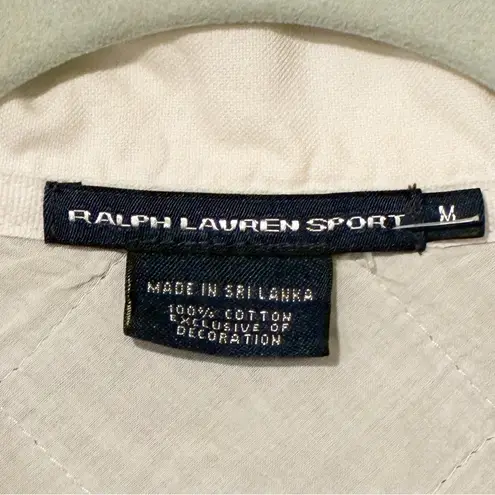 RALPH LAUREN SPORT M
MADE IN SRI LANKA
100% COTTON
EXCLUSIVE OF
DECORATION